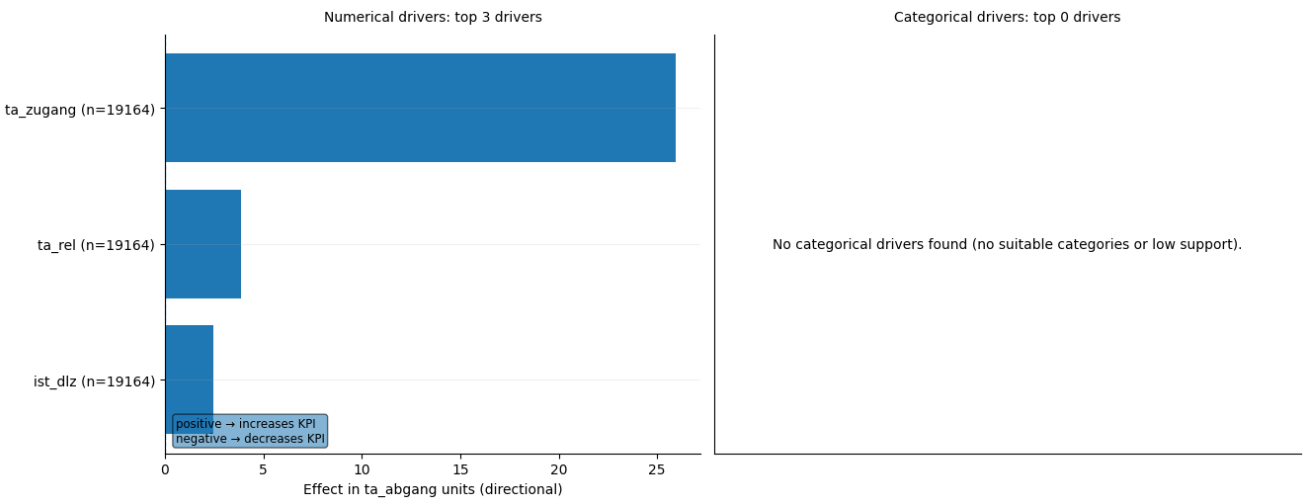 Numerical drivers: top 3 drivers
ta_zugang (n=19164)
ta_rel (n=19164)
ist_dlz (n=19164)
positive → increases KPI
negative → decreases KPI
0 5 10 15 20 25
Effect in ta_abgang units (directional)
Categorical drivers: top 0 drivers
No categorical drivers found (no suitable categories or low support).